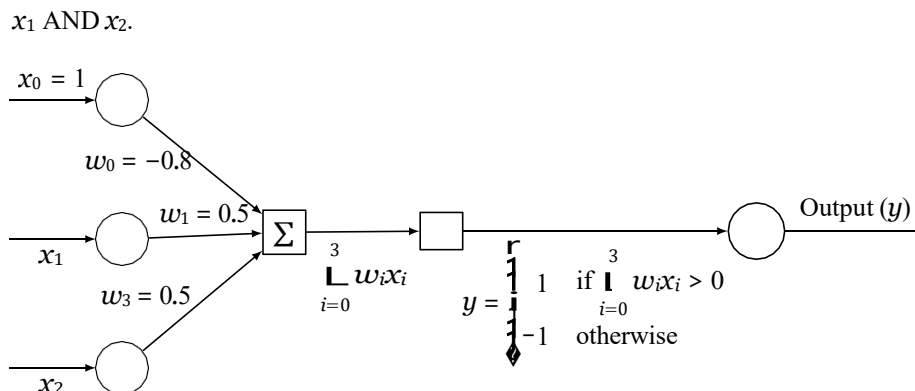 x₁ AND x₂.
x₀ = 1
w₀ = −0.8
w₁ = 0.5
Σ
Output (y)
x₁
w₃ = 0.5
3
wᵢxᵢ
i=0
y =
1 if
3
i=0
wᵢxᵢ > 0
−1 otherwise
x₂